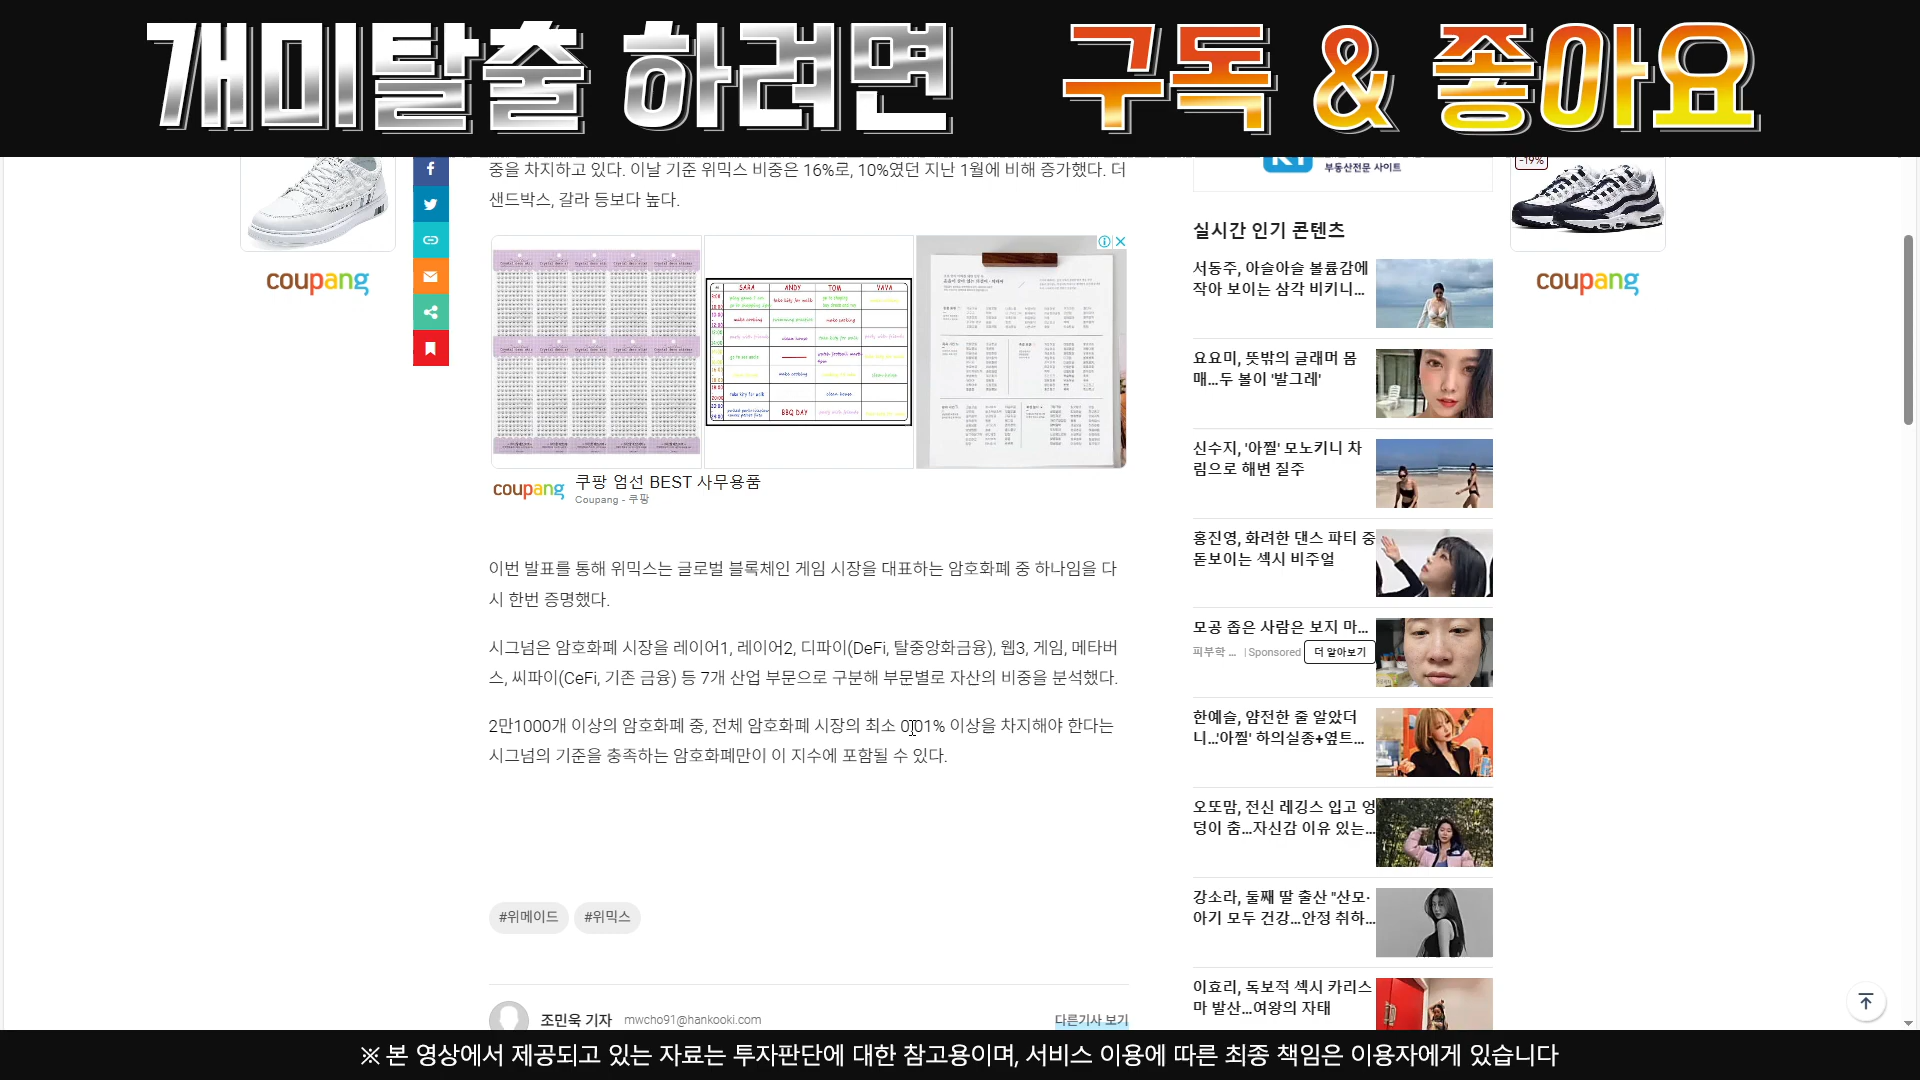 개미탈출 하려면 구독 & 좋아요
중을 차지하고 있다. 이날 기준 위믹스 비중은 16%로, 10%였던 지난 1월에 비해 증가했다. 더
샌드박스, 갈라 등보다 높다.
coupang
SARA ANDY TOM
BBQ DAY
coupang
쿠팡 엄선 BEST 사무용품
Coupang - 쿠팡
이번 발표를 통해 위믹스는 글로벌 블록체인 게임 시장을 대표하는 암호화폐 중 하나임을 다
시 한번 증명했다.
시그넘은 암호화폐 시장을 레이어1, 레이어2, 디파이(DeFi, 탈중앙화금융), 웹3, 게임, 메타버
스, 씨파이(CeFi, 기존 금융) 등 7개 산업 부문으로 구분해 부문별로 자산의 비중을 분석했다.
2만1000개 이상의 암호화폐 중, 전체 암호화폐 시장의 최소 0.01% 이상을 차지해야 한다는
시그넘의 기준을 충족하는 암호화폐만이 이 지수에 포함될 수 있다.
#위메이드
#위믹스
조민욱 기자
mwcho91@hankooki.com
다른기사 보기
부동산전문 사이트
실시간 인기 콘텐츠
서동주, 아슬아슬 볼륨감에
작아 보이는 삼각 비키니...
요요미, 뜻밖의 글래머 몸
매...두 볼이 '발그레'
신수지, '아찔' 모노키니 차
림으로 해변 질주
홍진영, 화려한 댄스 파티 중
돋보이는 섹시 비주얼
모공 좁은 사람은 보지 마...
피부학 ... | Sponsored
더 알아보기
한예슬, 얌전한 줄 알았더
니...'아찔' 하의실종+옆트...
오또맘, 전신 레깅스 입고 엉
덩이 춤...자신감 이유 있는...
강소라, 둘째 딸 출산 "산모·
아기 모두 건강...안정 취하...
이효리, 독보적 섹시 카리스
마 발산...여왕의 자태
-19%
coupang
※ 본 영상에서 제공되고 있는 자료는 투자판단에 대한 참고용이며, 서비스 이용에 따른 최종 책임은 이용자에게 있습니다